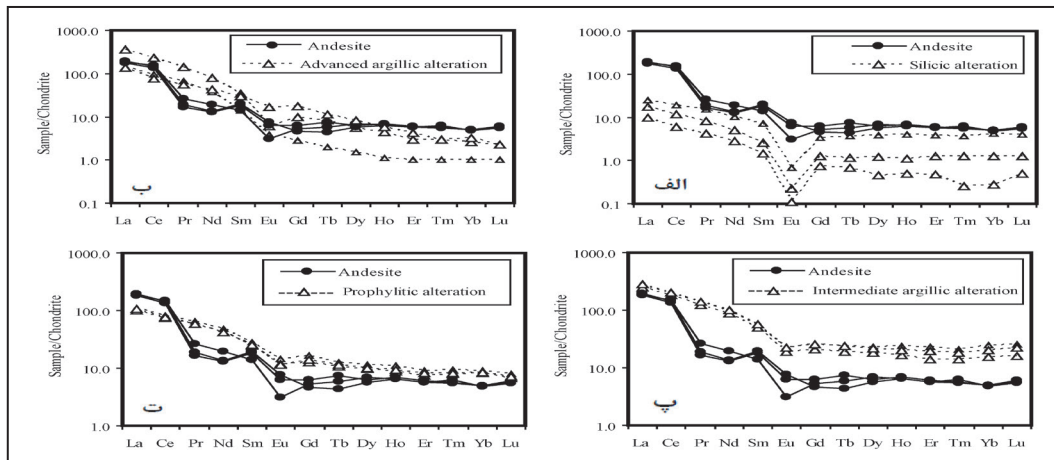 1000.0
Andesite
Advanced argillic alteration
100.0
10.0
1.0
0.1
Sample/Chondrite
ب
La Ce Pr Nd Sm Eu Gd Tb Dy Ho Er Tm Yb Lu
1000.0
Andesite
Silicic alteration
100.0
10.0
1.0
0.1
Sample/Chondrite
الف
La Ce Pr Nd Sm Eu Gd Tb Dy Ho Er Tm Yb Lu
1000.0
Andesite
Prophylitic alteration
100.0
10.0
1.0
Sample/Chondrite
ت
La Ce Pr Nd Sm Eu Gd Tb Dy Ho Er Tm Yb Lu
1000.0
Andesite
Intermediate argillic alteration
100.0
10.0
1.0
Sample/Chondrite
پ
La Ce Pr Nd Sm Eu Gd Tb Dy Ho Er Tm Yb Lu